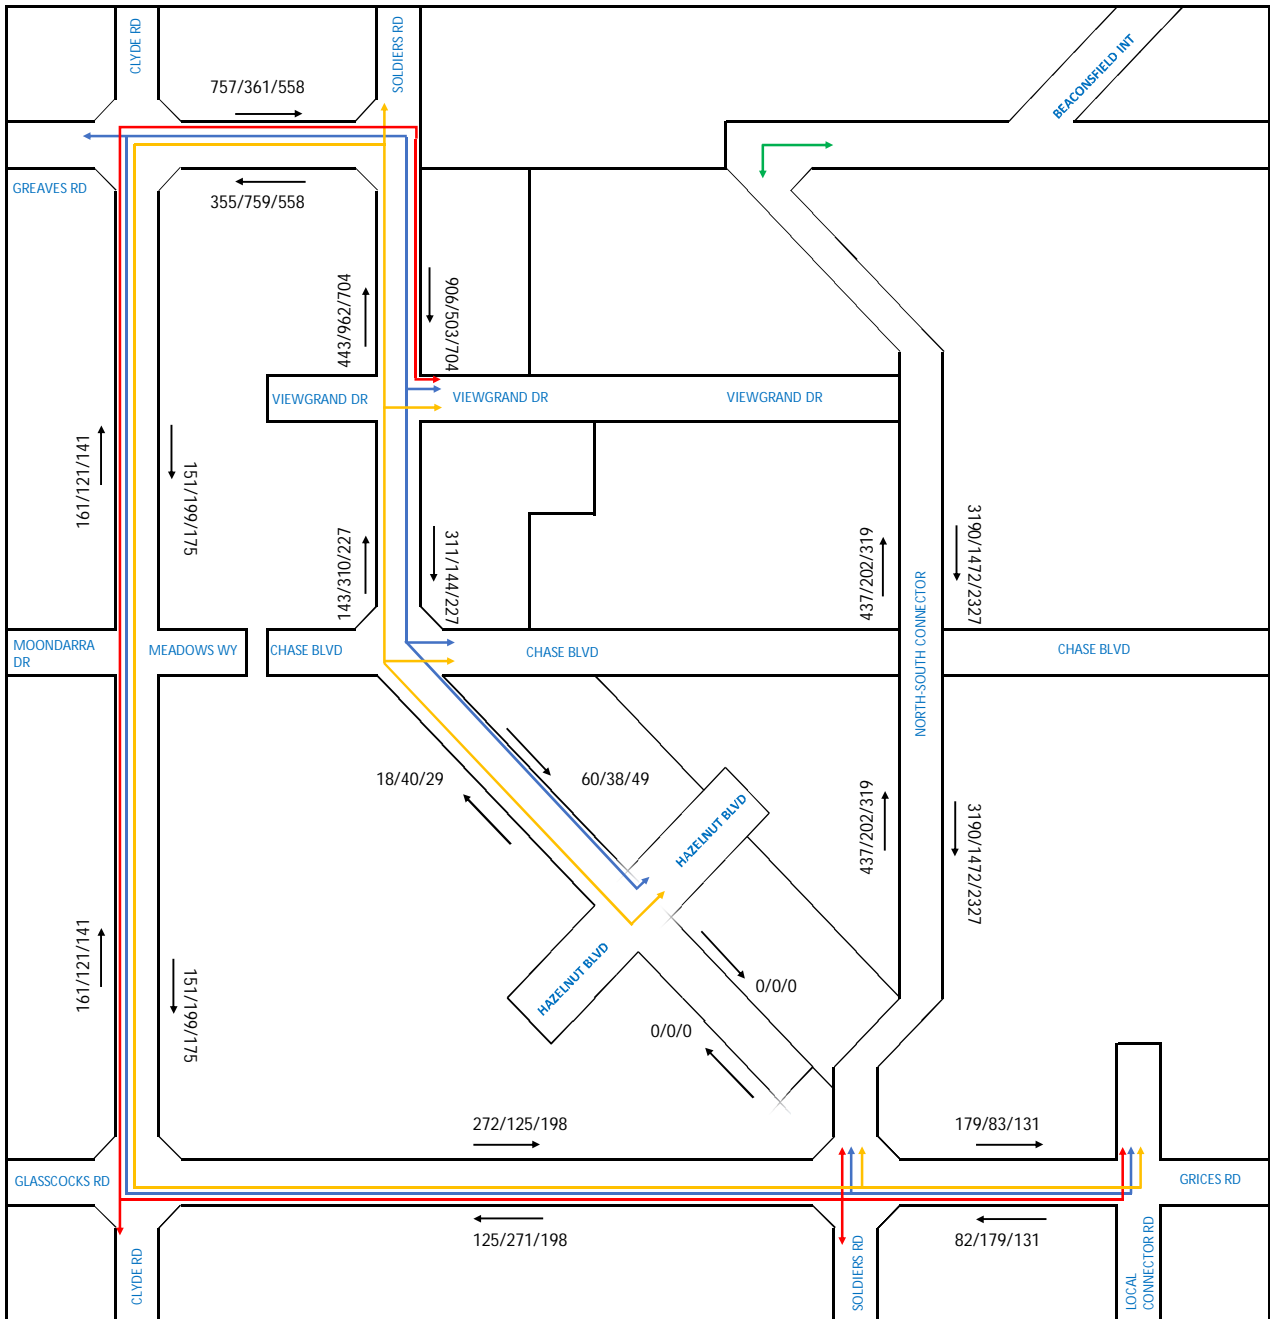 CLYDE RD
SOLDIERS RD
BEACONSFIELD INT
757/361/558
GREAVES RD
355/759/558
443/962/704
906/503/704
VIEWGRAND DR
VIEWGRAND DR
VIEWGRAND DR
161/121/141
151/199/175
143/310/227
311/144/227
437/202/319
3190/1472/2327
NORTH-SOUTH CONNECTOR
MOONDARRA
DR
MEADOWS WY
CHASE BLVD
CHASE BLVD
CHASE BLVD
18/40/29
60/38/49
HAZELNUT BLVD
437/202/319
3190/1472/2327
161/121/141
151/199/175
HAZELNUT BLVD
0/0/0
0/0/0
272/125/198
179/83/131
GLASSCOCKS RD
GRICES RD
125/271/198
82/179/131
CLYDE RD
SOLDIERS RD
LOCAL
CONNECTOR RD